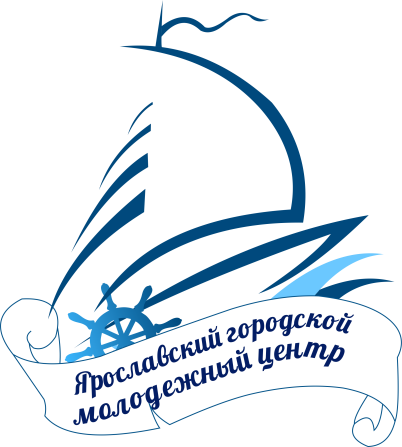 Ярославский городской
молодежный центр